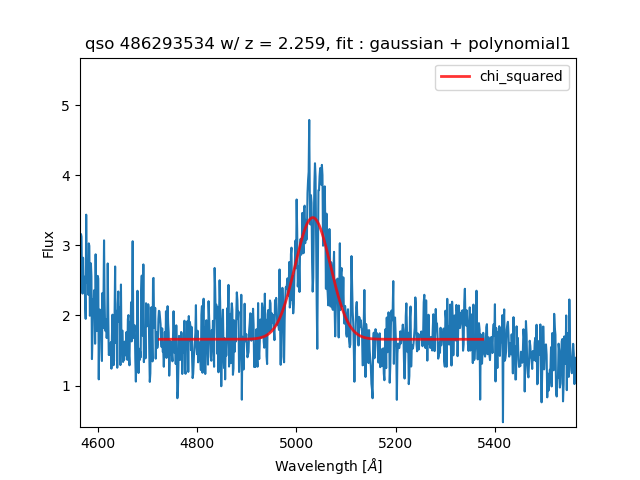 qso 486293534 w/ z = 2.259, fit : gaussian + polynomial1
chi_squared
Flux
5
4
3
2
1
4600 4800 5000 5200 5400
Wavelength [Å]